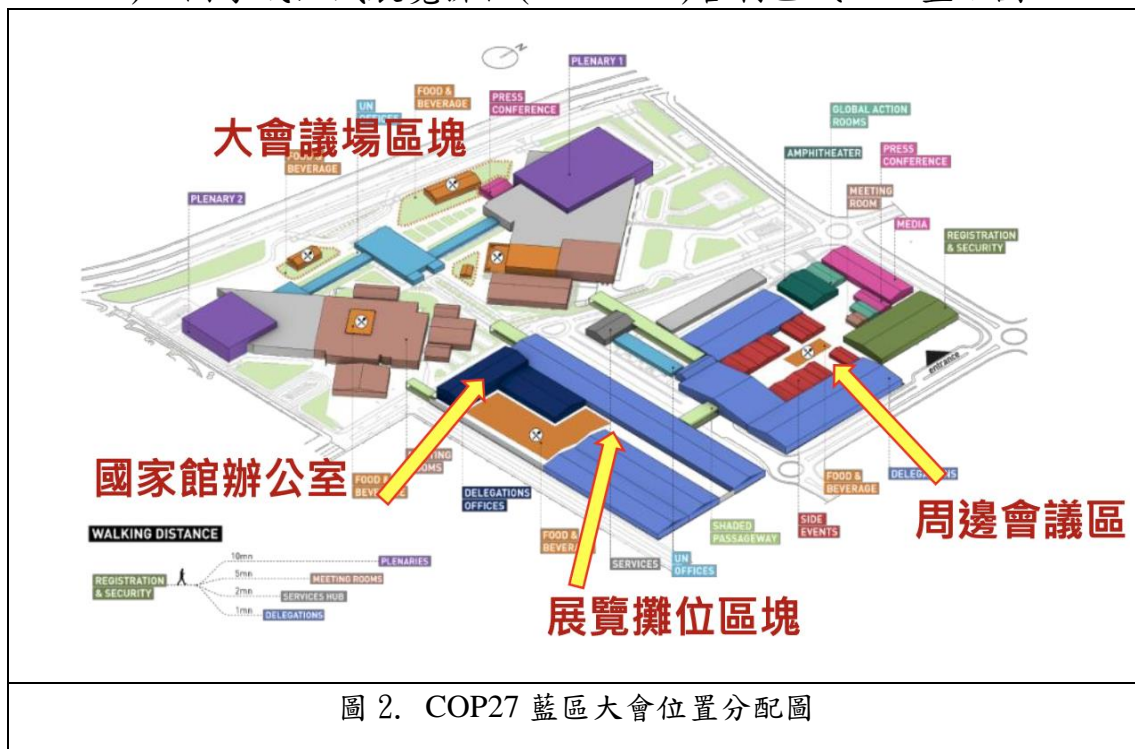 N
PLENARY 1
FOOD &
BEVERAGE
UN
OFFICES
PRESS
CONFERENCE
GLOBAL ACTION
ROOMS
大會議場區塊
AMPHITHEATER
PRESS
CONFERENCE
FOOD &
BEVERAGE
MEETING
ROOM
PLENARY 2
MEDIA
REGISTRATION
& SECURITY
entrance
國家館辦公室
MEETING
ROOMS
FOOD &
BEVERAGE
DELEGATIONS
OFFICES
FOOD &
BEVERAGE
DELEGATIONS
周邊會議區
SIDE
EVENTS
SHADED
PASSAGEWAY
FOOD &
BEVERAGE
SERVICES
UN
OFFICES
展覽攤位區塊
WALKING DISTANCE
REGISTRATION
& SECURITY
10mn
PLENARIES
5mn
MEETING ROOMS
2mn
SERVICES HUB
1mn
DELEGATIONS
圖 2. COP27 藍區大會位置分配圖